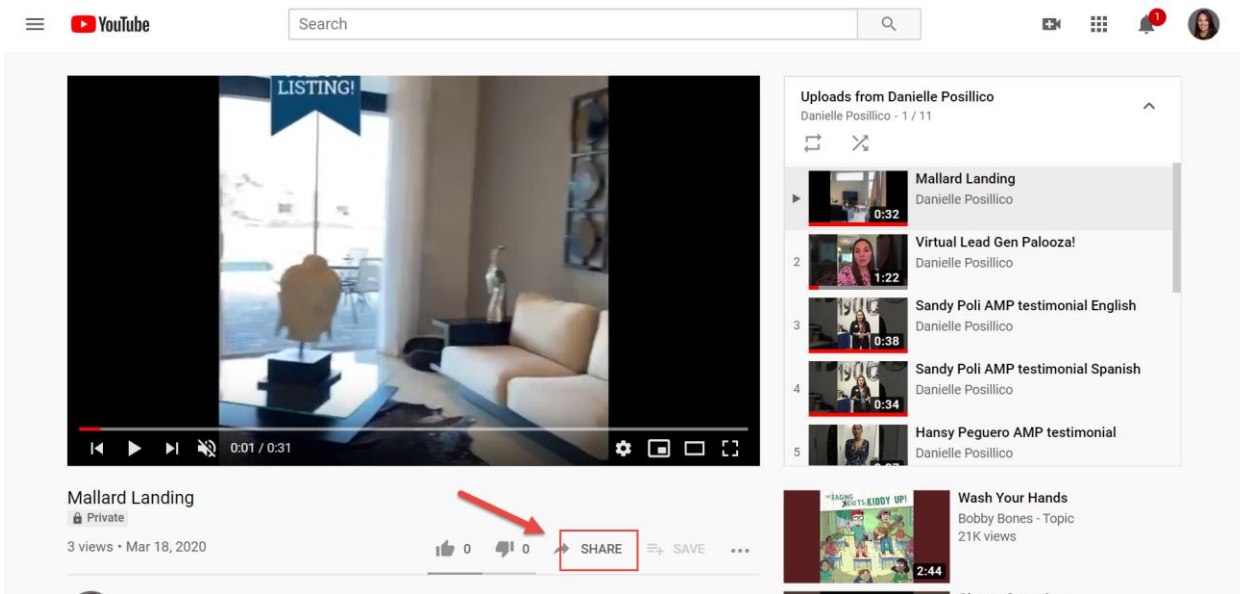 YouTube
Search
1
LISTING!
0:01 / 0:31
Mallard Landing
Private
3 views • Mar 18, 2020
0
0
SHARE
SAVE
Uploads from Danielle Posillico
Danielle Posillico - 1 / 11
0:32
Mallard Landing
Danielle Posillico
2
1:22
Virtual Lead Gen Palooza!
Danielle Posillico
3
0:38
Sandy Poli AMP testimonial English
Danielle Posillico
4
0:34
Sandy Poli AMP testimonial Spanish
Danielle Posillico
5
Hansy Peguero AMP testimonial
Danielle Posillico
KIDDY UP!
2:44
Wash Your Hands
Bobby Bones - Topic
21K views